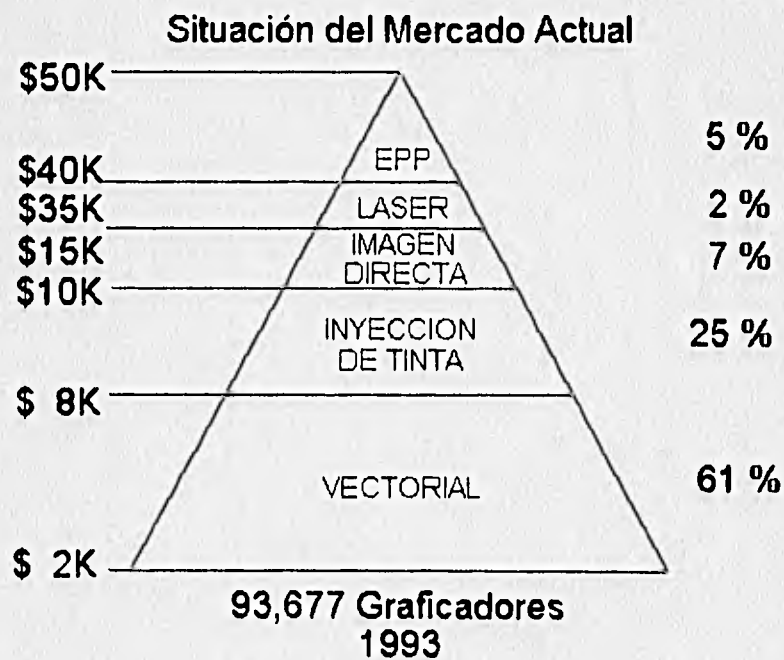 Situación del Mercado Actual
$50K
EPP
5 %
$40K
$35K
LASER
2 %
$15K
IMAGEN
DIRECTA
7 %
$10K
INYECCION
DE TINTA
25 %
$ 8K
VECTORIAL
61 %
$ 2K
93,677 Graficadores
1993